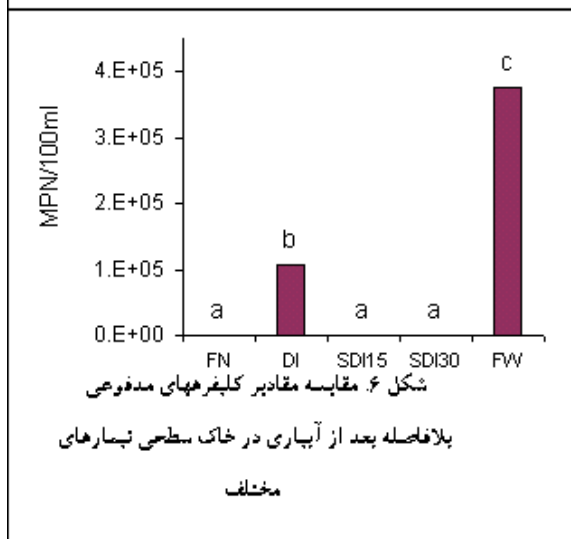 MPN/100ml
4.E+05
3.E+05
2.E+05
1.E+05
0.E+00
a
b
a
a
c
FN DI SDI15 SDI30 FW
شکل ۶. مقایسه مقادیر کلیفرمهای مدفوعی
بلافاصله بعد از آبیاری در خاک سطحی تیمارهای
مختلف